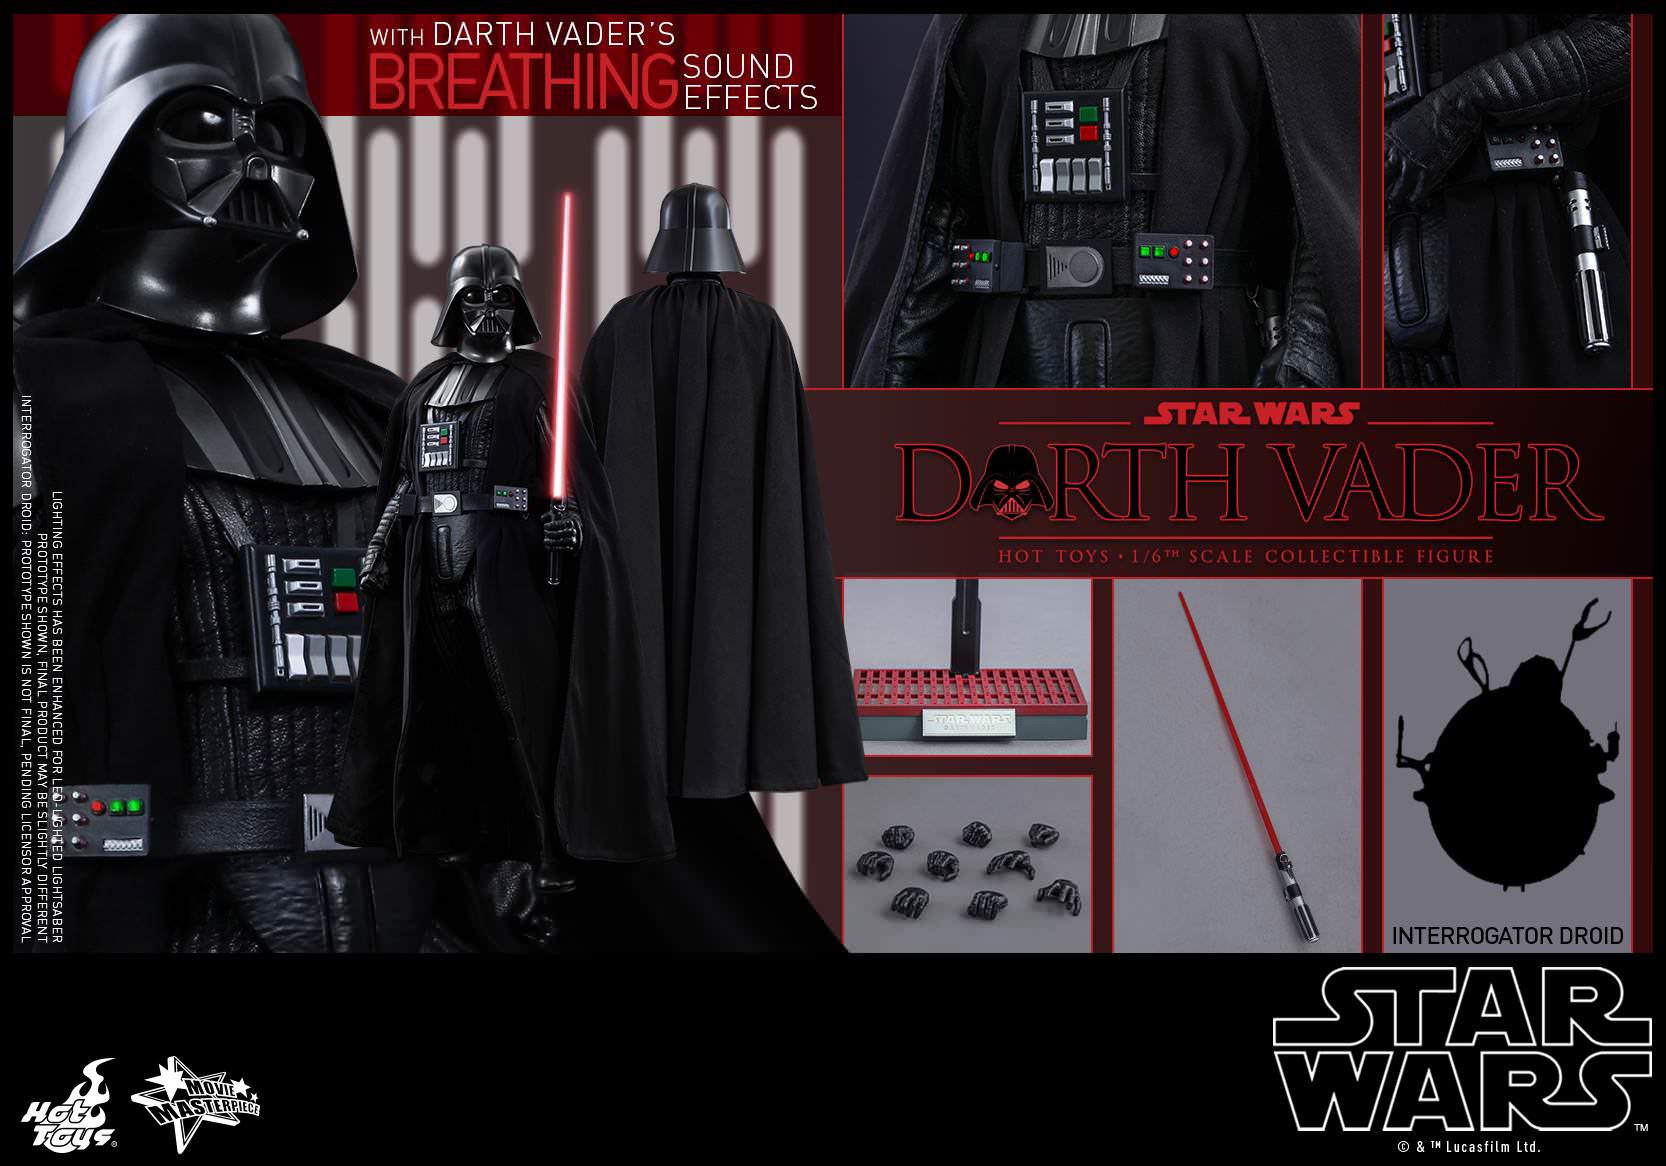 WITH DARTH VADER'S
BREATHING SOUND
EFFECTS
STAR WARS
DARTH VADER
HOT TOYS • 1/6TH SCALE COLLECTIBLE FIGURE
STAR WARS
INTERROGATOR DROID
LIGHTING EFFECTS HAS BEEN ENHANCED FOR LED-LIGHTED LIGHTSABER
PROTOTYPE SHOWN, FINAL PRODUCT MAY BE SLIGHTLY DIFFERENT
INTERROGATOR DROID: PROTOTYPE SHOWN IS NOT FINAL, PENDING LICENSOR APPROVAL
Hot
Toys®
MOVIE
MASTERPIECE
STAR
WARS™
© & ™ Lucasfilm Ltd.